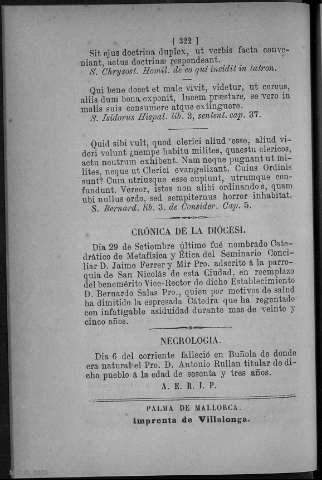 ( 322 )
Sit ejus doctrina duplex, ut verbis facta conve-
niant, actus doctrinæ respondeant.
S. Chrysost. Homil. de eo qui incidit in latron.
Qui bene docet et male vivit, videtur, ut cereus,
aliis dum bona exponit, lucem præstare, se vero in
malis suis consumere atque extinguere.
S. Isidorus Hispal. lib. 3, sentent. cap. 37.
Quid sibi vult, quod clerici aliud esse, aliud vi-
deri volunt ¿nempe habitu milites, quæstu clericos,
actu neutrum exhibent. Nam neque pugnant ut mi-
lites, neque ut Clerici evangelizant. Cujus Ordinis
sunt? Cum utriusque esse cupiunt, utrumque con-
fundunt. Vereor, istos non alibi ordinandos, quam
ubi nullus ordo, sed sempiternus horror inhabitat.
S. Bernard. lib. 3. de Consider. Cap. 5.
CRÓNICA DE LA DIÓCESI.
Dia 29 de Setiembre último fué nombrado Cate-
drático de Metafísica y Ética del Seminario Conci-
liar D. Jaime Ferrer y Mir Pro. adscrito á la parro-
quia de San Nicolás de esta Ciudad, en reemplazo
del benemérito Vice-Rector de dicho Establecimiento
D. Bernardo Salas Pro., quien por motivos de salud
ha dimitido la espresada Cátedra que ha regentado
con infatigable asiduidad durante mas de veinte y
cinco años.
NECROLOGIA.
Dia 6 del corriente falleció en Buñola de donde
era natural el Pro. D. Antonio Rullan titular de di-
cho pueblo á la edad de sesenta y tres años.
A. E. R. I. P.
PALMA DE MALLORCA.
Imprenta de Villalonga.